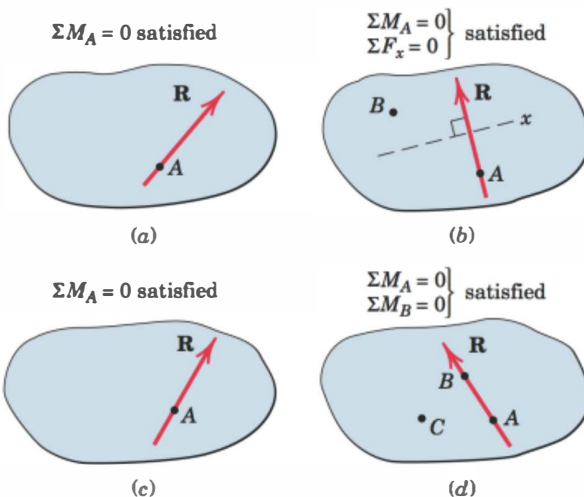 ΣM_A = 0 satisfied
ΣM_A = 0
ΣF_x = 0} satisfied
R
A
(a)
B
R
x
A
(b)
ΣM_A = 0 satisfied
ΣM_A = 0
ΣM_B = 0} satisfied
R
A
(c)
R
B
A
C
(d)